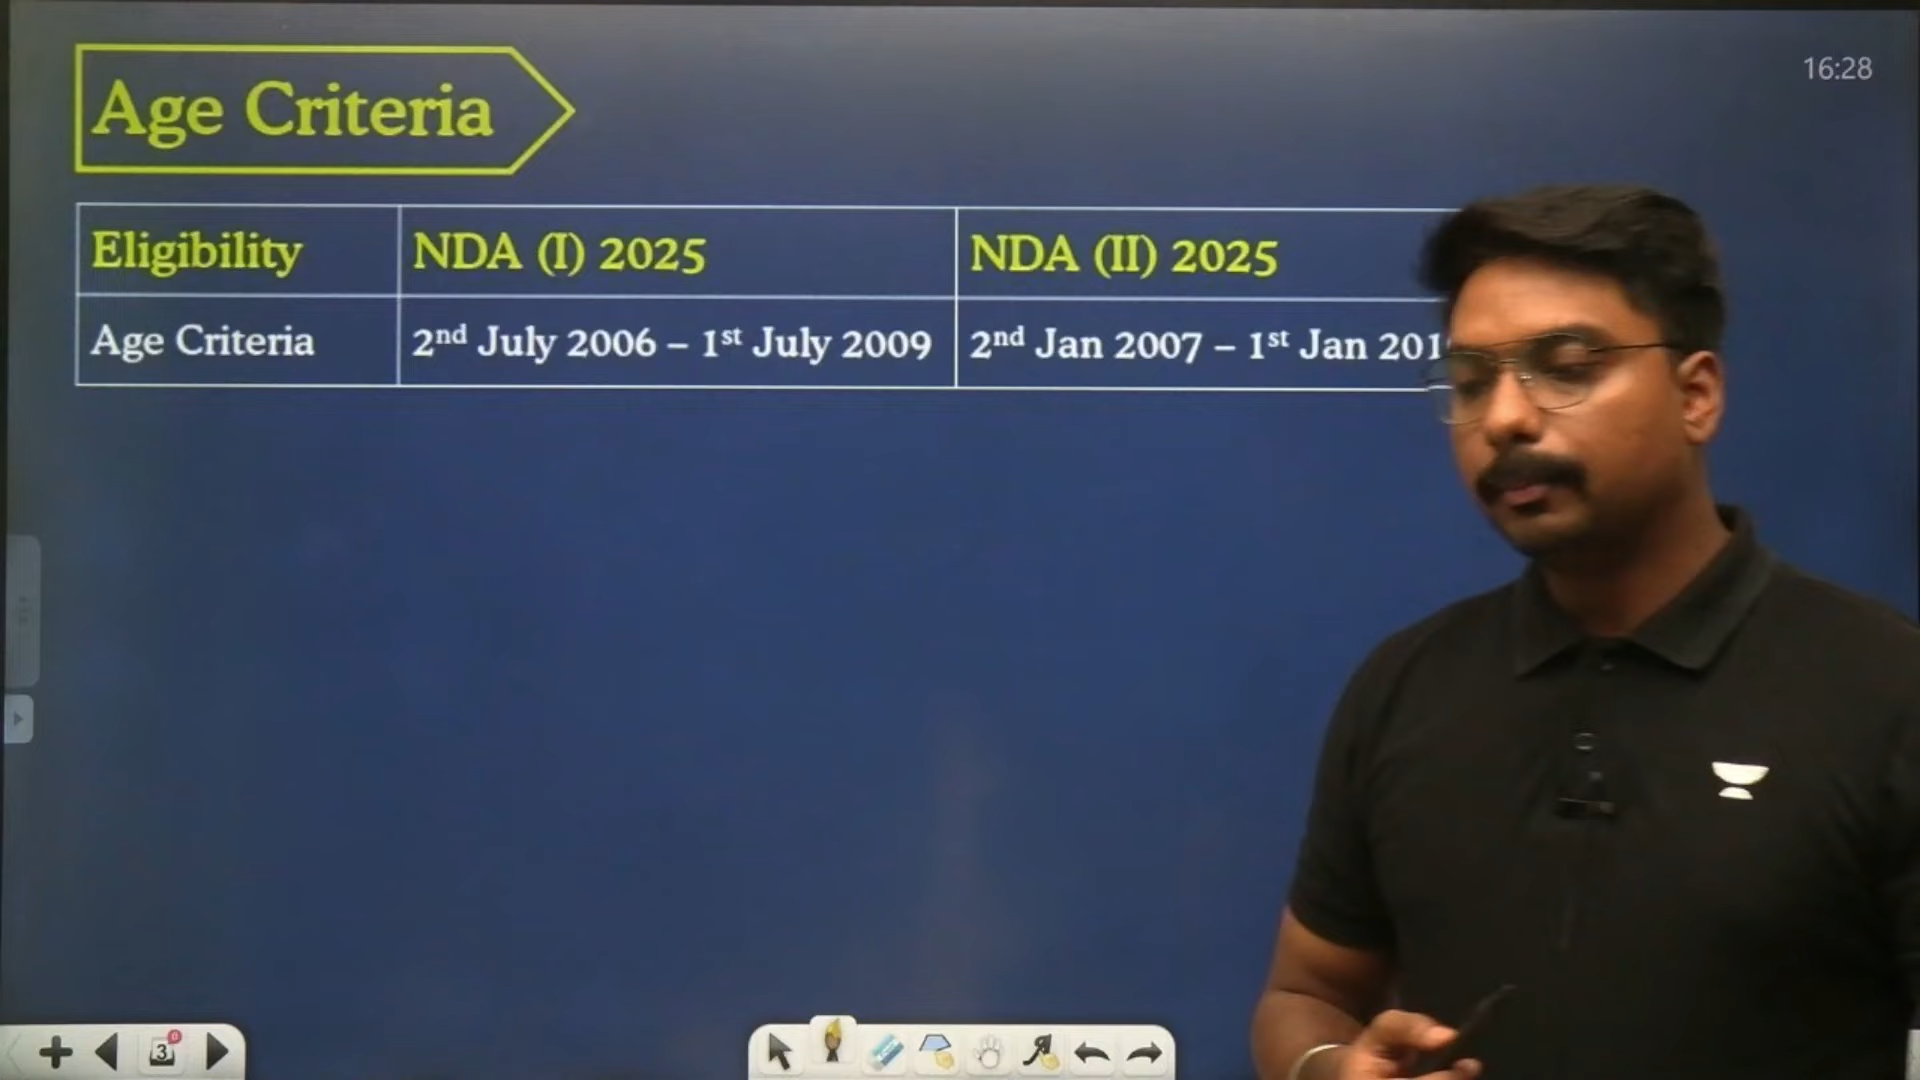 16:28
Age Criteria
Eligibility NDA (I) 2025 NDA (II) 2025
Age Criteria 2nd July 2006 – 1st July 2009 2nd Jan 2007 – 1st Jan
3